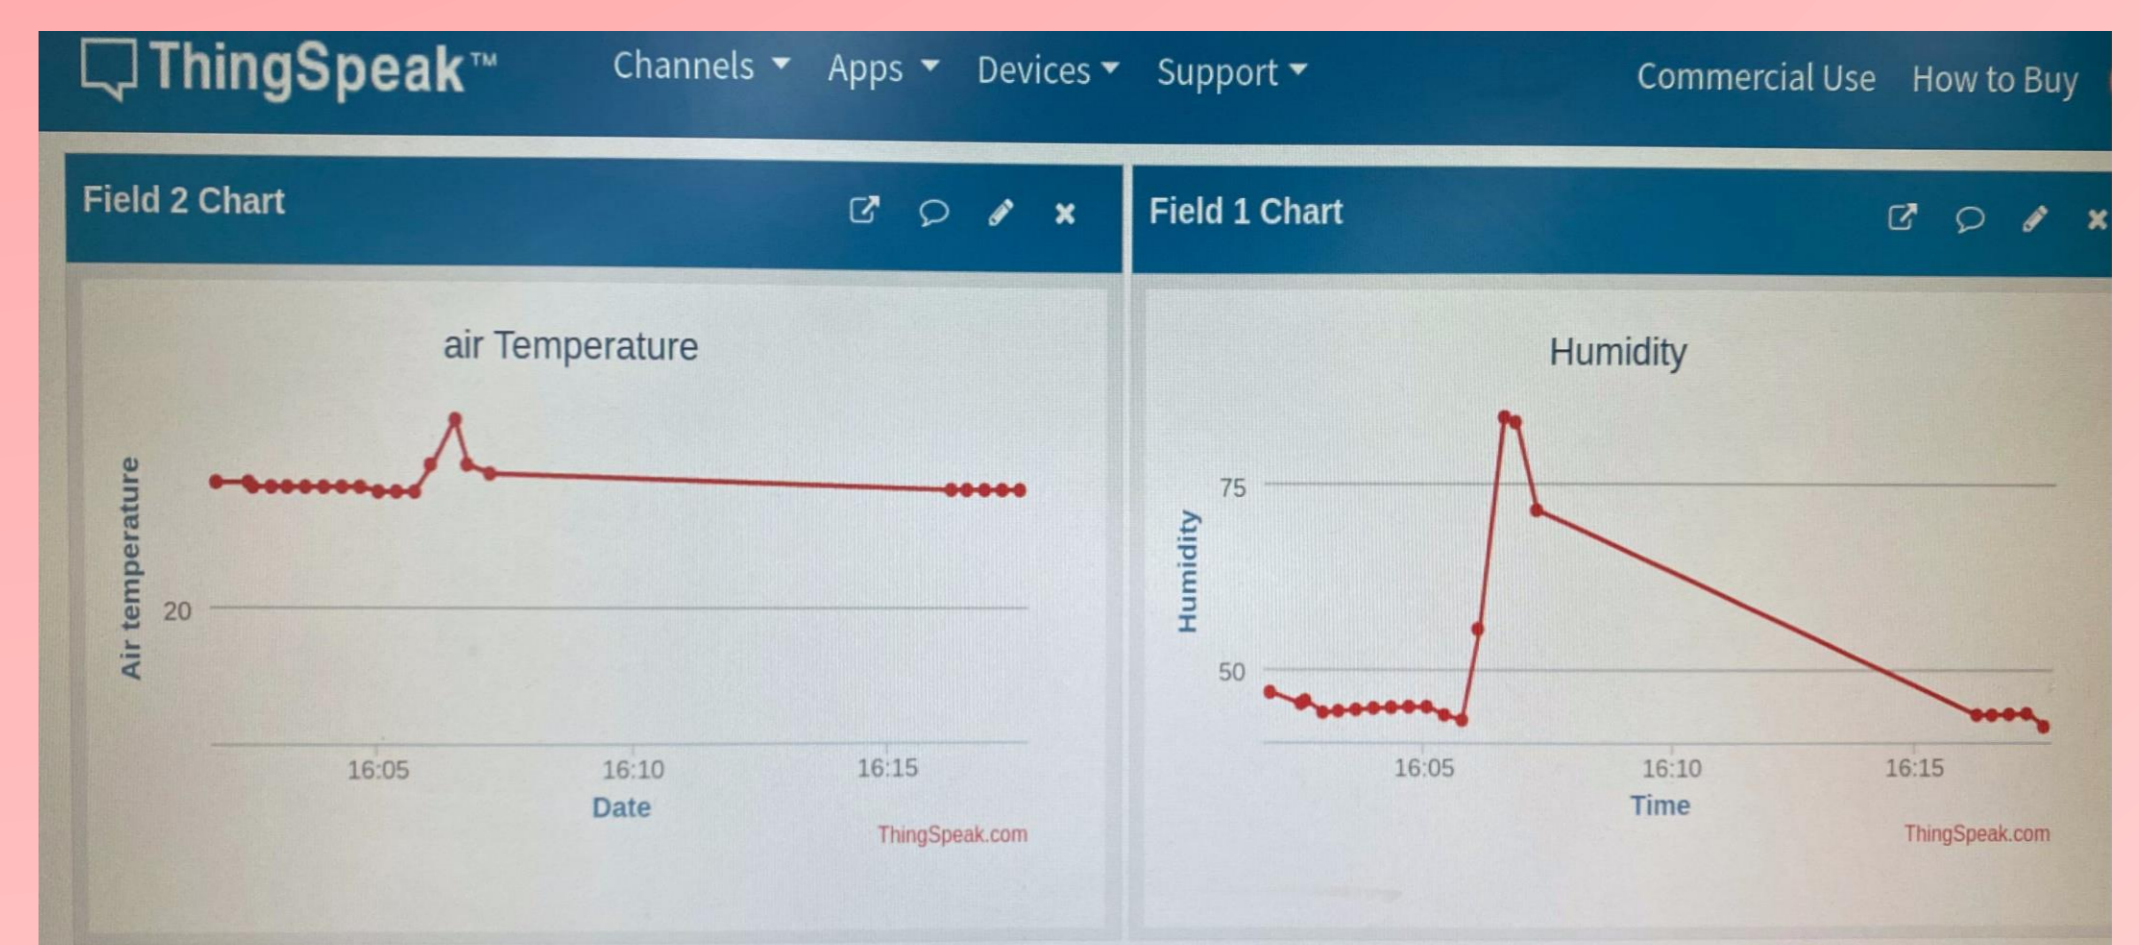 ThingSpeak™ Channels Apps Devices Support Commercial Use How to Buy
Field 2 Chart
air Temperature
Air temperature
20
16:05 16:10 16:15
Date
ThingSpeak.com
Field 1 Chart
Humidity
Humidity
75
50
16:05 16:10 16:15
Time
ThingSpeak.com